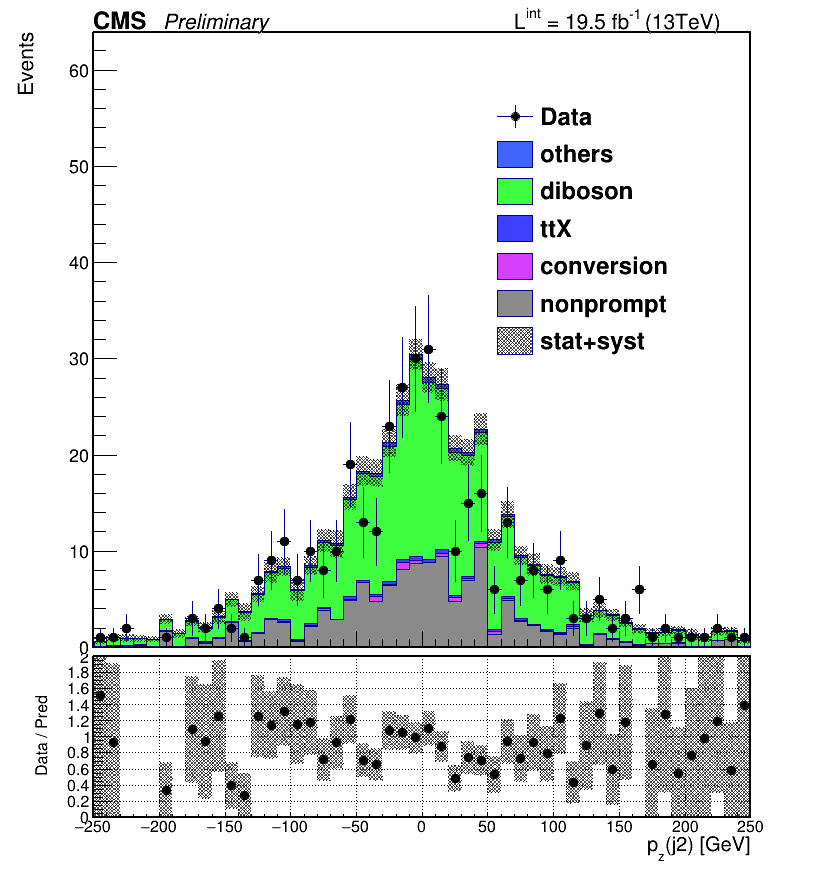 CMS Preliminary L^int = 19.5 fb^-1 (13TeV)
Events
60
50
40
30
20
10
0
Data
others
diboson
ttX
conversion
nonprompt
stat+syst
Data / Pred
2
1.8
1.6
1.4
1.2
1
0.8
0.6
0.4
0.2
0
−250 −200 −150 −100 −50 0 50 100 150 200 250
p_z(j2) [GeV]